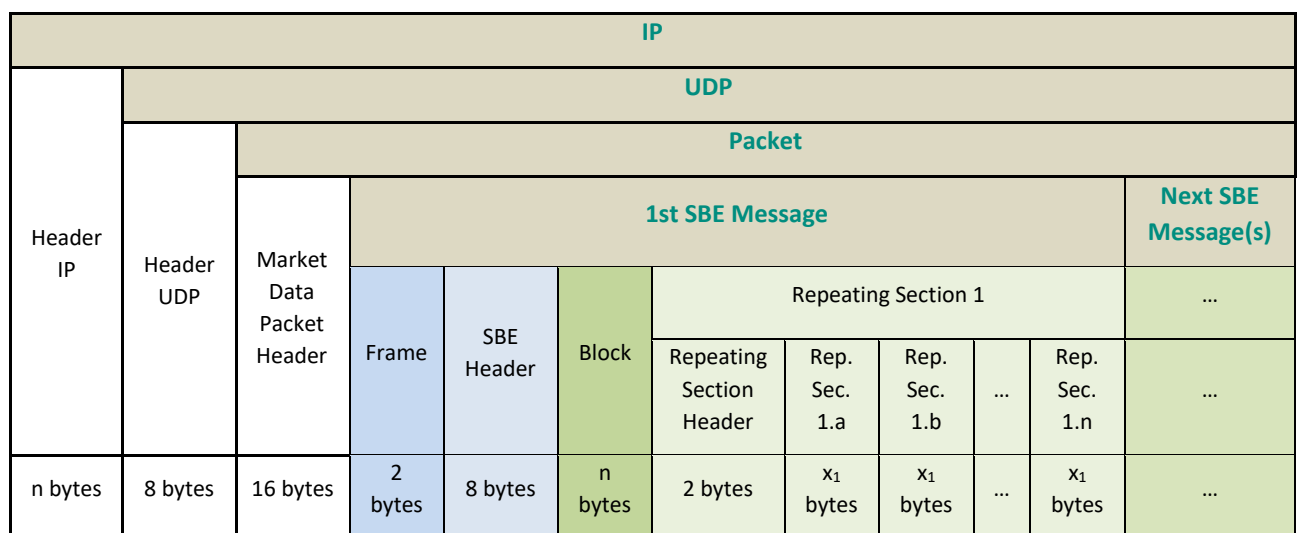 IP
UDP
Packet
Header
IP
Header
UDP
Market
Data
Packet
Header
1st SBE Message
Next SBE
Message(s)
Frame
SBE
Header
Block
Repeating Section 1
...
Repeating
Section
Header
Rep.
Sec.
1.a
Rep.
Sec.
1.b
...
Rep.
Sec.
1.n
...
n bytes
8 bytes
16 bytes
2
bytes
8 bytes
n
bytes
2 bytes
x₁
bytes
x₁
bytes
...
x₁
bytes
...